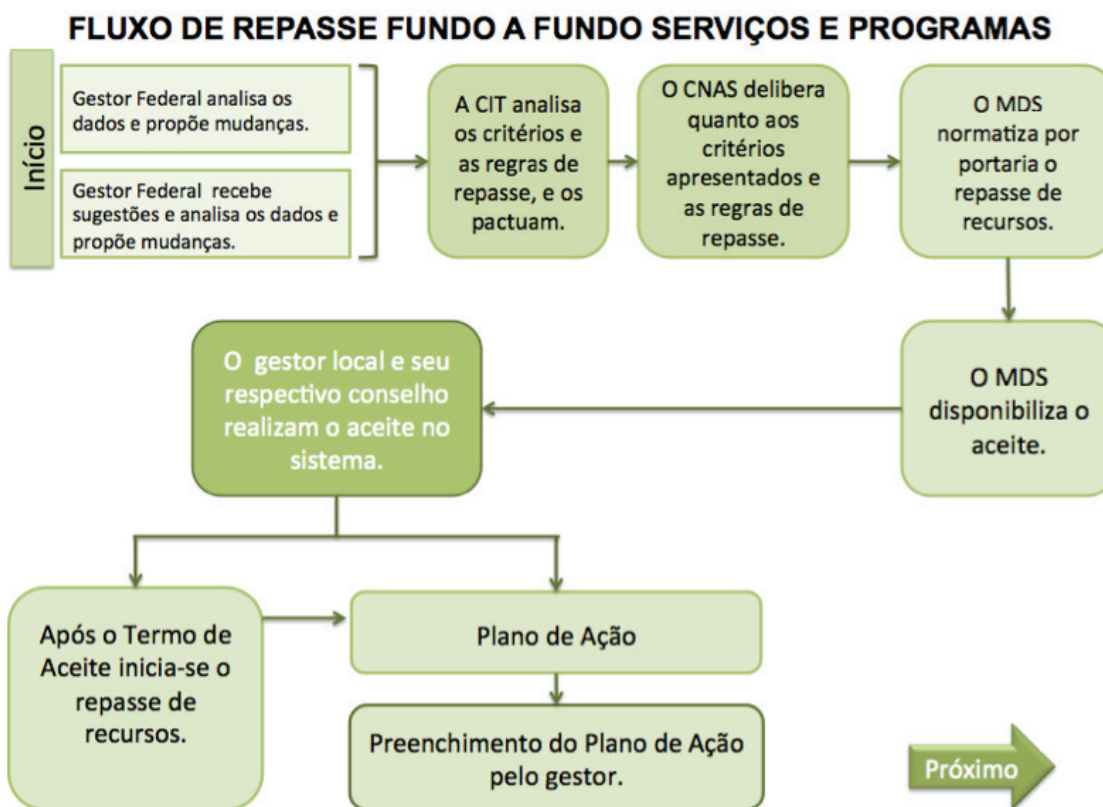 FLUXO DE REPASSE FUNDO A FUNDO SERVIÇOS E PROGRAMAS
Início
Gestor Federal analisa os
dados e propõe mudanças.
Gestor Federal recebe
sugestões e analisa os dados e
propõe mudanças.
A CIT analisa
os critérios e
as regras de
repasse, e os
pactuam.
O CNAS delibera
quanto aos
critérios
apresentados e
as regras de
repasse.
O MDS
normatiza por
portaria o
repasse de
recursos.
O MDS
disponibiliza o
aceite.
O gestor local e seu
respectivo conselho
realizam o aceite no
sistema.
Após o Termo de
Aceite inicia-se o
repasse de
recursos.
Plano de Ação
Preenchimento do Plano de Ação
pelo gestor.
Próximo